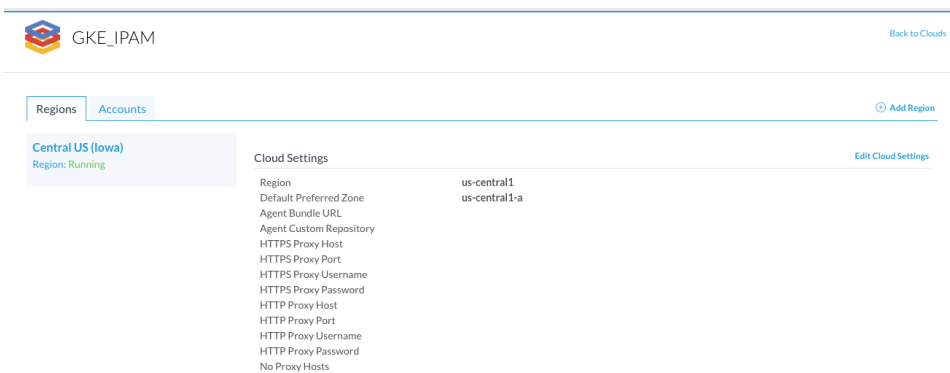 GKE_IPAM
Back to Clouds
Regions Accounts
Add Region
Central US (Iowa)
Region: Running
Cloud Settings
Edit Cloud Settings
Region us-central1
Default Preferred Zone us-central1-a
Agent Bundle URL
Agent Custom Repository
HTTPS Proxy Host
HTTPS Proxy Port
HTTPS Proxy Username
HTTPS Proxy Password
HTTP Proxy Host
HTTP Proxy Port
HTTP Proxy Username
HTTP Proxy Password
No Proxy Hosts